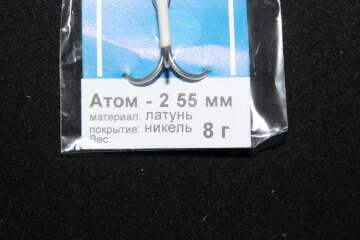 Атом - 2 55 мм
материал: латунь
покрытие: никель
Вес: 8 г